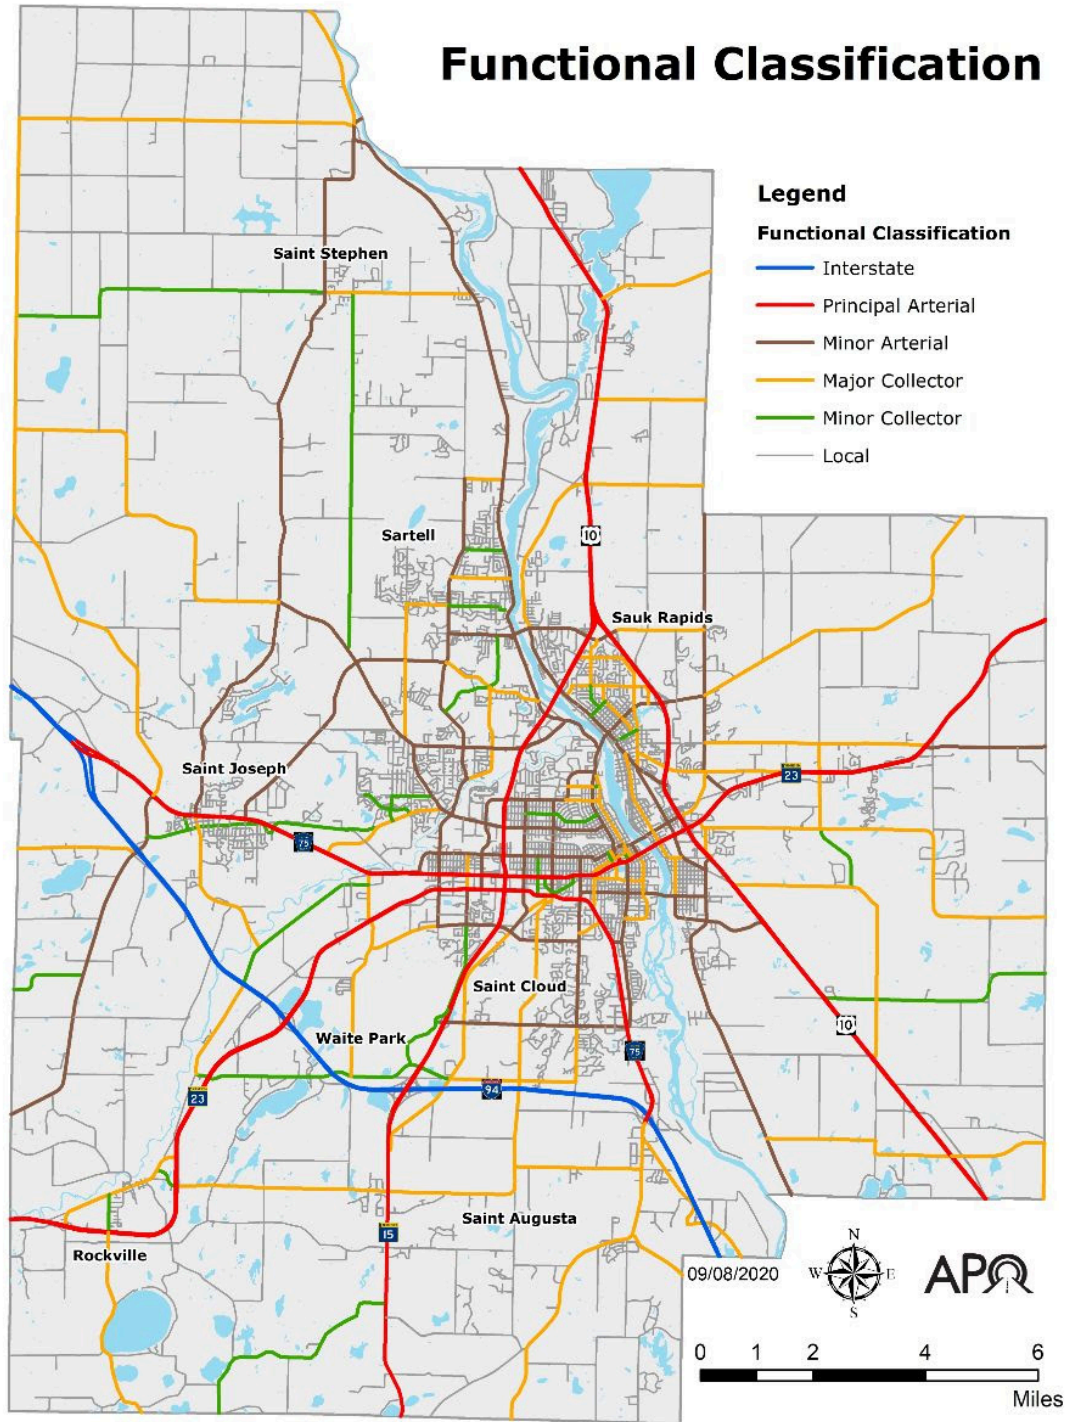 Functional Classification
Legend
Functional Classification
Interstate
Principal Arterial
Minor Arterial
Major Collector
Minor Collector
Local
Saint Stephen
Sartell
10
Sauk Rapids
Saint Joseph
23
75
Saint Cloud
Waite Park
10
75
94
23
Saint Augusta
15
Rockville
09/08/2020
N
W
E
S
APO
0 1 2 4 6
Miles